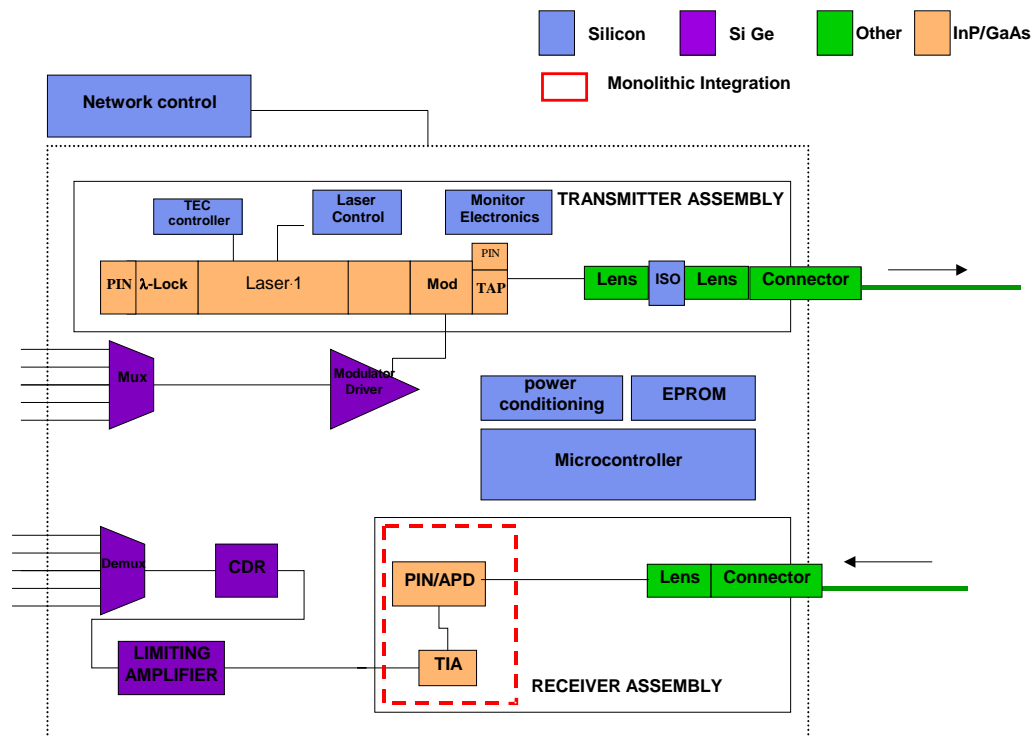 Silicon
Si Ge
Other
InP/GaAs
Monolithic Integration
Network control
TRANSMITTER ASSEMBLY
TEC
controller
Laser
Control
Monitor
Electronics
PIN
PIN
λ-Lock
Laser 1
Mod
TAP
Lens
ISO
Lens
Connector
Mux
Modulator
Driver
power
conditioning
EPROM
Microcontroller
Demux
CDR
PIN/APD
Lens
Connector
LIMITING
AMPLIFIER
TIA
RECEIVER ASSEMBLY